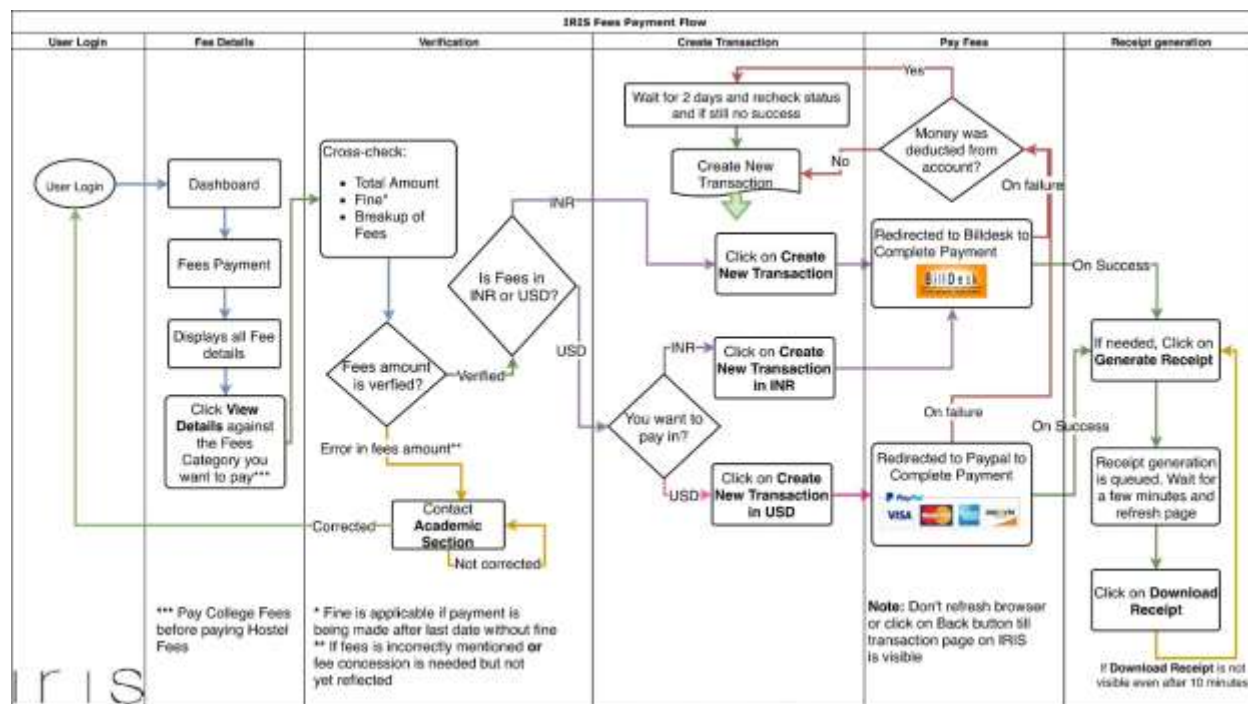 IRIS Fees Payment Flow
User Login
Fee Details
Verification
Create Transaction
Pay Fees
Receipt generation
User Login
Dashboard
Fees Payment
Displays all Fee
details
Click View
Details against
the Fees
Category you
want to pay***
*** Pay College Fees
before paying Hostel
Fees
Cross-check:
• Total Amount
• Fine*
• Breakup of
Fees
Fees amount
is verfied?
Verified
Error in fees amount**
Contact
Academic
Section
Corrected
Not corrected
Is Fees in
INR or USD?
INR
USD
* Fine is applicable if payment is
being made after last date without fine
** If fees is incorrectly mentioned or
fee concession is needed but not
yet reflected
Wait for 2 days and recheck status
and if still no success
Create New
Transaction
Click on Create
New Transaction
You want to
pay in?
INR
Click on Create
New Transaction
in INR
USD
Click on Create
New Transaction
in USD
Yes
Money was
deducted from
account?
No
On failure
Redirected to Billdesk to
Complete Payment
BillDesk
On Success
On failure
On Success
Redirected to Paypal to
Complete Payment
PayPal
VISA
Note: Don't refresh browser
or click on Back button till
transaction page on IRIS
is visible
If needed, Click on
Generate Receipt
Receipt generation
is queued. Wait for
a few minutes and
refresh page
Click on Download
Receipt
If Download Receipt is not
visible even after 10 minutes
iris